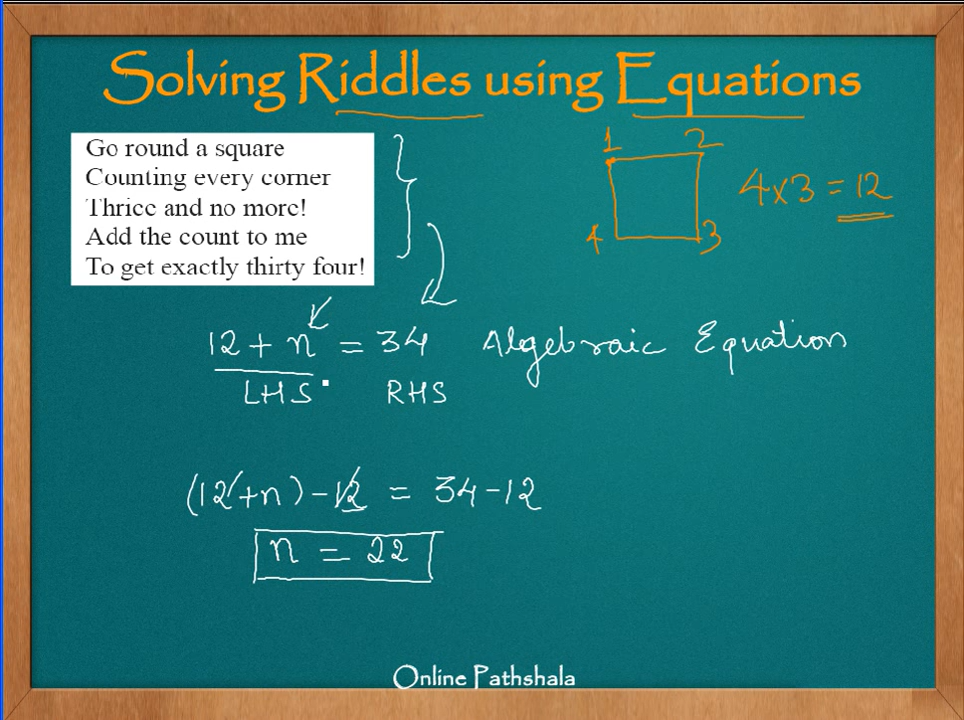 Solving Riddles using Equations
Go round a square
Counting every corner
Thrice and no more!
Add the count to me
To get exactly thirty four!
1 2
4 3
4×3 = 12
12 + n = 34 Algebraic Equation
LHS RHS
(12+n) - 12 = 34-12
n = 22
Online Pathshala